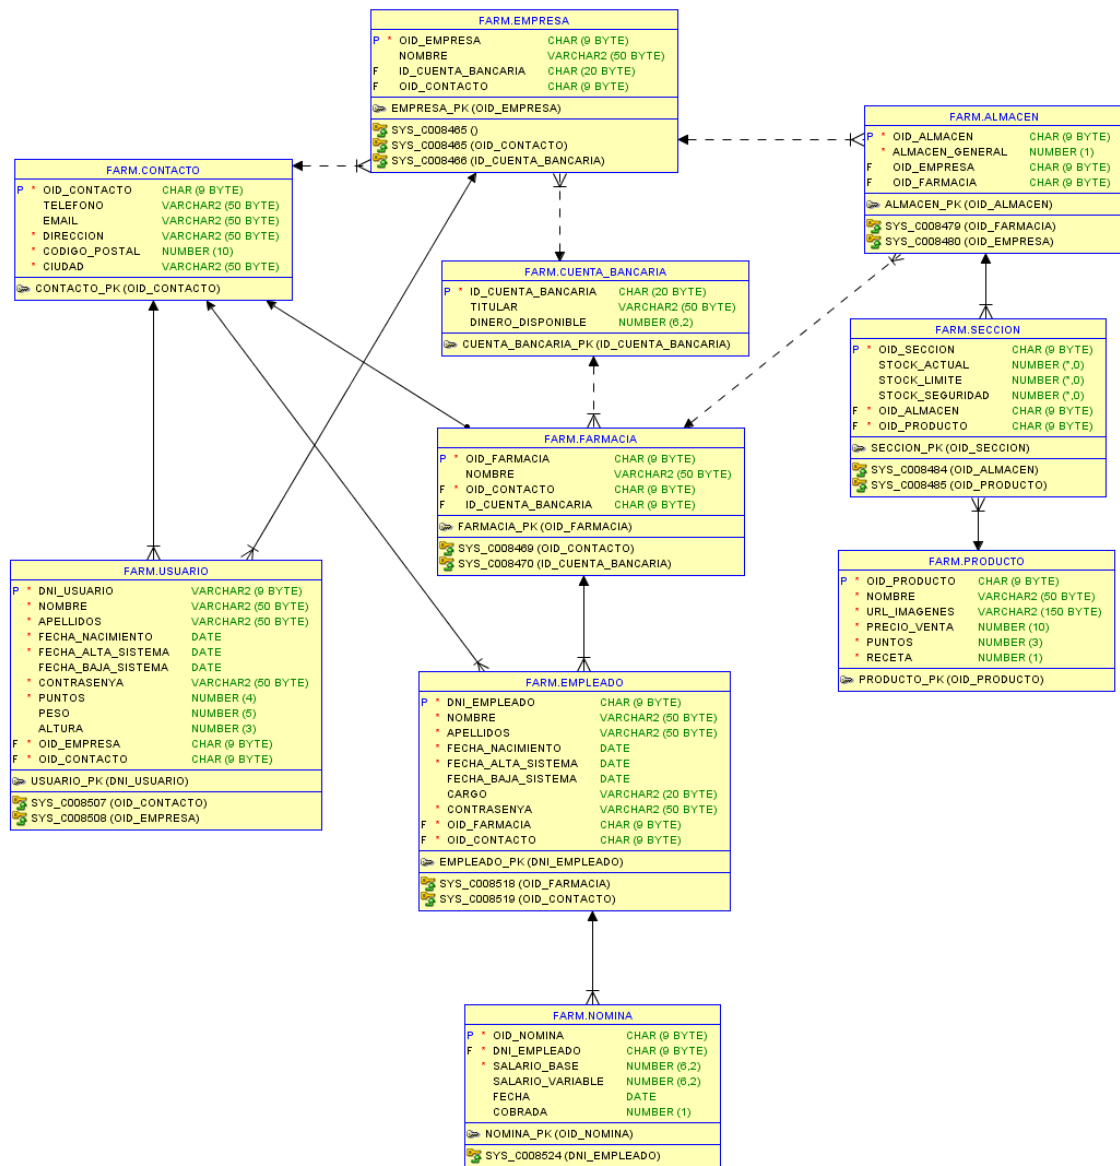 FARM.EMPRESA
P * OID_EMPRESA CHAR (9 BYTE)
NOMBRE VARCHAR2 (50 BYTE)
F ID_CUENTA_BANCARIA CHAR (20 BYTE)
F OID_CONTACTO CHAR (9 BYTE)
EMPRESA_PK (OID_EMPRESA)
SYS_C008465 ()
SYS_C008465 (OID_CONTACTO)
SYS_C008466 (ID_CUENTA_BANCARIA)
FARM.ALMACEN
P * OID_ALMACEN CHAR (9 BYTE)
* ALMACEN_GENERAL NUMBER (1)
F OID_EMPRESA CHAR (9 BYTE)
F OID_FARMACIA CHAR (9 BYTE)
ALMACEN_PK (OID_ALMACEN)
SYS_C008479 (OID_FARMACIA)
SYS_C008480 (OID_EMPRESA)
FARM.CONTACTO
P * OID_CONTACTO CHAR (9 BYTE)
TELEFONO VARCHAR2 (50 BYTE)
EMAIL VARCHAR2 (50 BYTE)
* DIRECCION VARCHAR2 (50 BYTE)
* CODIGO_POSTAL NUMBER (10)
* CIUDAD VARCHAR2 (50 BYTE)
CONTACTO_PK (OID_CONTACTO)
FARM.CUENTA_BANCARIA
P * ID_CUENTA_BANCARIA CHAR (20 BYTE)
TITULAR VARCHAR2 (50 BYTE)
DINERO_DISPONIBLE NUMBER (6,2)
CUENTA_BANCARIA_PK (ID_CUENTA_BANCARIA)
FARM.SECCION
P * OID_SECCION CHAR (9 BYTE)
STOCK_ACTUAL NUMBER (*,0)
STOCK_LIMITE NUMBER (*,0)
STOCK_SEGURIDAD NUMBER (*,0)
F * OID_ALMACEN CHAR (9 BYTE)
F * OID_PRODUCTO CHAR (9 BYTE)
SECCION_PK (OID_SECCION)
SYS_C008484 (OID_ALMACEN)
SYS_C008485 (OID_PRODUCTO)
FARM.FARMACIA
P * OID_FARMACIA CHAR (9 BYTE)
NOMBRE VARCHAR2 (50 BYTE)
F * OID_CONTACTO CHAR (9 BYTE)
F ID_CUENTA_BANCARIA CHAR (9 BYTE)
FARMACIA_PK (OID_FARMACIA)
SYS_C008469 (OID_CONTACTO)
SYS_C008470 (ID_CUENTA_BANCARIA)
FARM.PRODUCTO
P * OID_PRODUCTO CHAR (9 BYTE)
* NOMBRE VARCHAR2 (50 BYTE)
* URL_IMAGENES VARCHAR2 (150 BYTE)
* PRECIO_VENTA NUMBER (10)
* PUNTOS NUMBER (3)
* RECETA NUMBER (1)
PRODUCTO_PK (OID_PRODUCTO)
FARM.USUARIO
P * DNI_USUARIO VARCHAR2 (9 BYTE)
* NOMBRE VARCHAR2 (50 BYTE)
* APELLIDOS VARCHAR2 (50 BYTE)
* FECHA_NACIMIENTO DATE
* FECHA_ALTA_SISTEMA DATE
FECHA_BAJA_SISTEMA DATE
* CONTRASENYA VARCHAR2 (50 BYTE)
* PUNTOS NUMBER (4)
PESO NUMBER (5)
ALTURA NUMBER (3)
F * OID_EMPRESA CHAR (9 BYTE)
F * OID_CONTACTO CHAR (9 BYTE)
USUARIO_PK (DNI_USUARIO)
SYS_C008507 (OID_CONTACTO)
SYS_C008508 (OID_EMPRESA)
FARM.EMPLEADO
P * DNI_EMPLEADO CHAR (9 BYTE)
* NOMBRE VARCHAR2 (50 BYTE)
* APELLIDOS VARCHAR2 (50 BYTE)
* FECHA_NACIMIENTO DATE
* FECHA_ALTA_SISTEMA DATE
FECHA_BAJA_SISTEMA DATE
CARGO VARCHAR2 (20 BYTE)
* CONTRASENYA VARCHAR2 (50 BYTE)
F * OID_FARMACIA CHAR (9 BYTE)
F * OID_CONTACTO CHAR (9 BYTE)
EMPLEADO_PK (DNI_EMPLEADO)
SYS_C008518 (OID_FARMACIA)
SYS_C008519 (OID_CONTACTO)
FARM.NOMINA
P * OID_NOMINA CHAR (9 BYTE)
F * DNI_EMPLEADO CHAR (9 BYTE)
* SALARIO_BASE NUMBER (6,2)
SALARIO_VARIABLE NUMBER (6,2)
FECHA DATE
COBRADA NUMBER (1)
NOMINA_PK (OID_NOMINA)
SYS_C008524 (DNI_EMPLEADO)